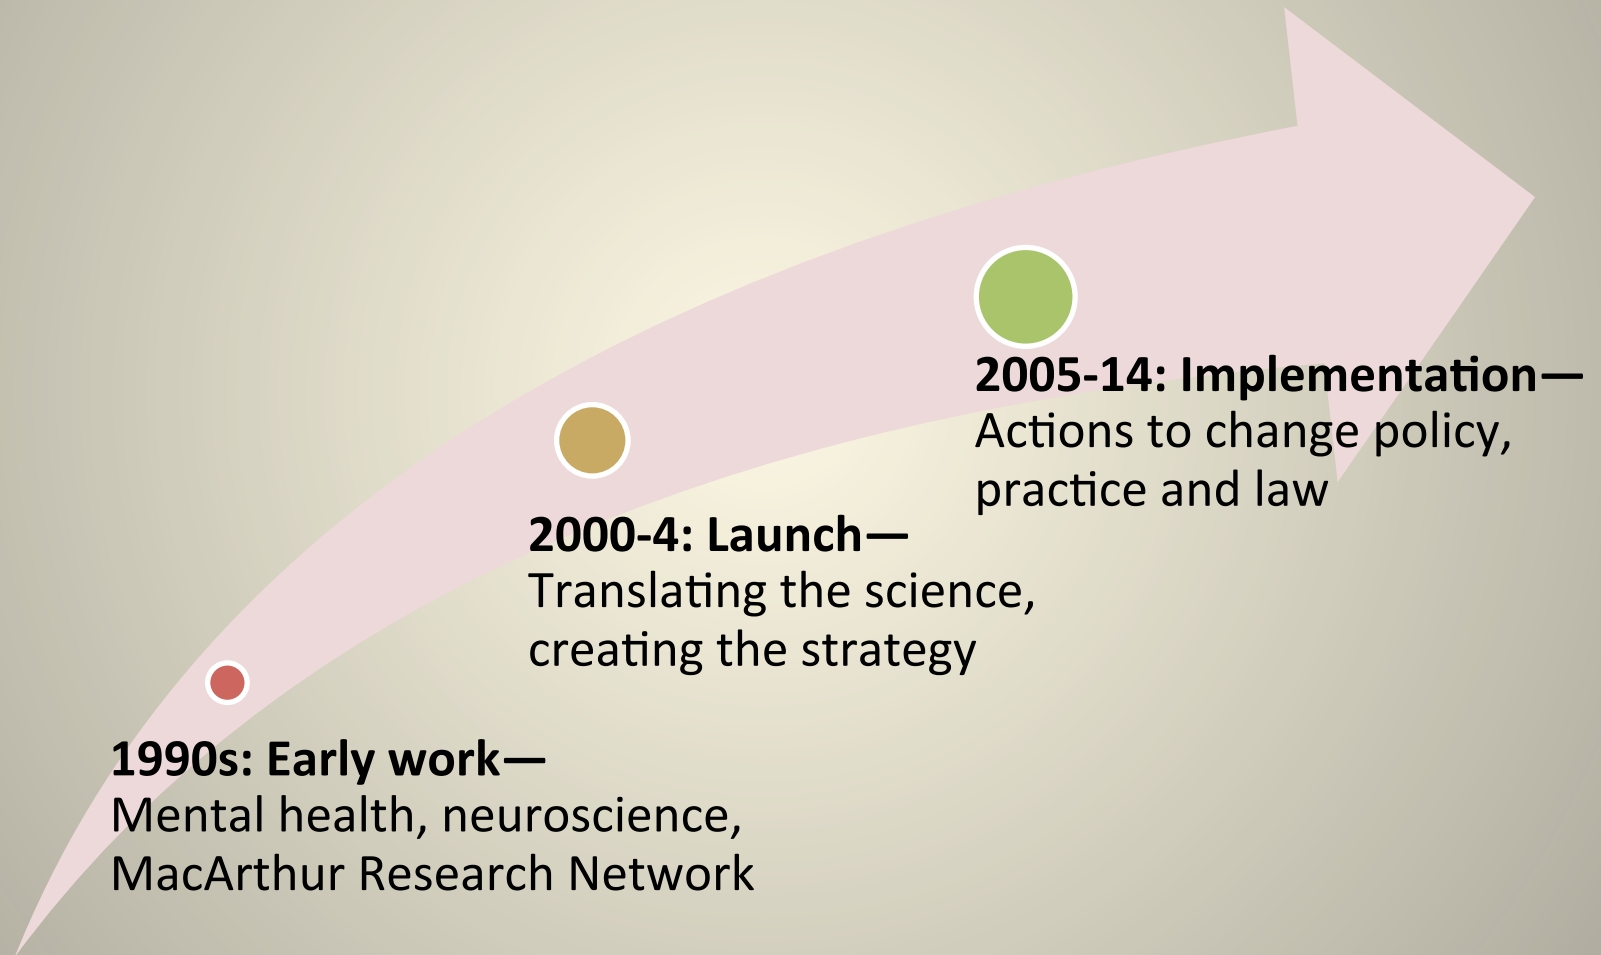 2005-14: Implementation—
Actions to change policy,
practice and law
2000-4: Launch—
Translating the science,
creating the strategy
1990s: Early work—
Mental health, neuroscience,
MacArthur Research Network